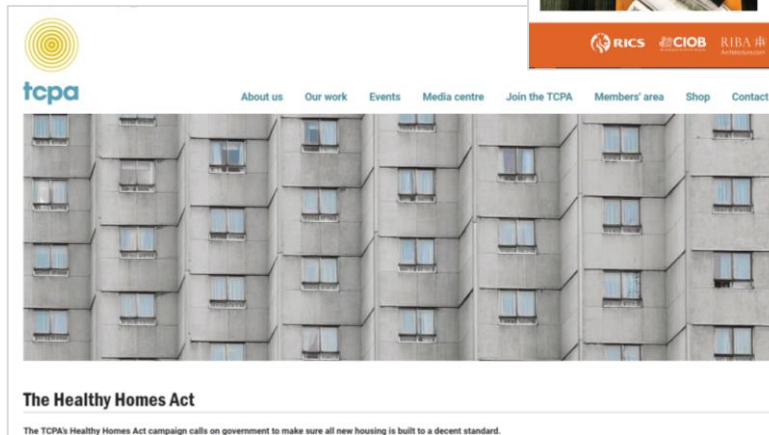 RICS CIOB RIBA
Architecture.com
tcpa
About us Our work Events Media centre Join the TCPA Members' area Shop Contact
The Healthy Homes Act
The TCPA's Healthy Homes Act campaign calls on government to make sure all new housing is built to a decent standard.